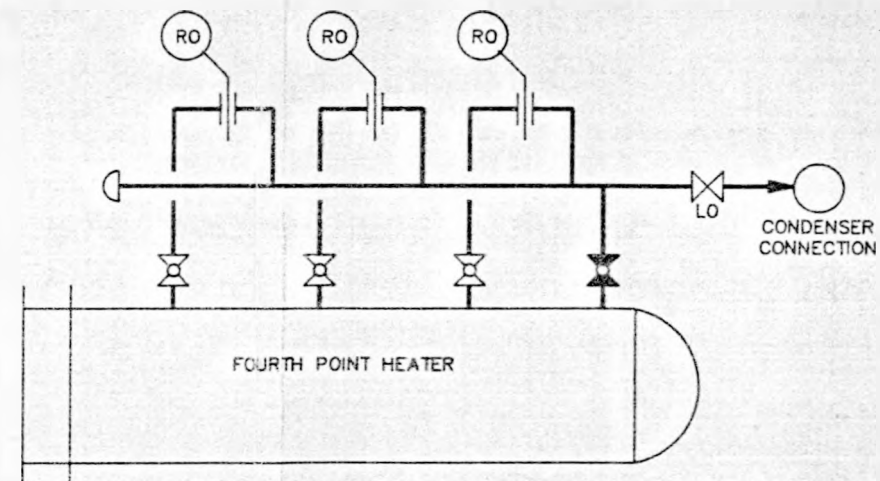 RO
RO
RO
LO
CONDENSER
CONNECTION
FOURTH POINT HEATER